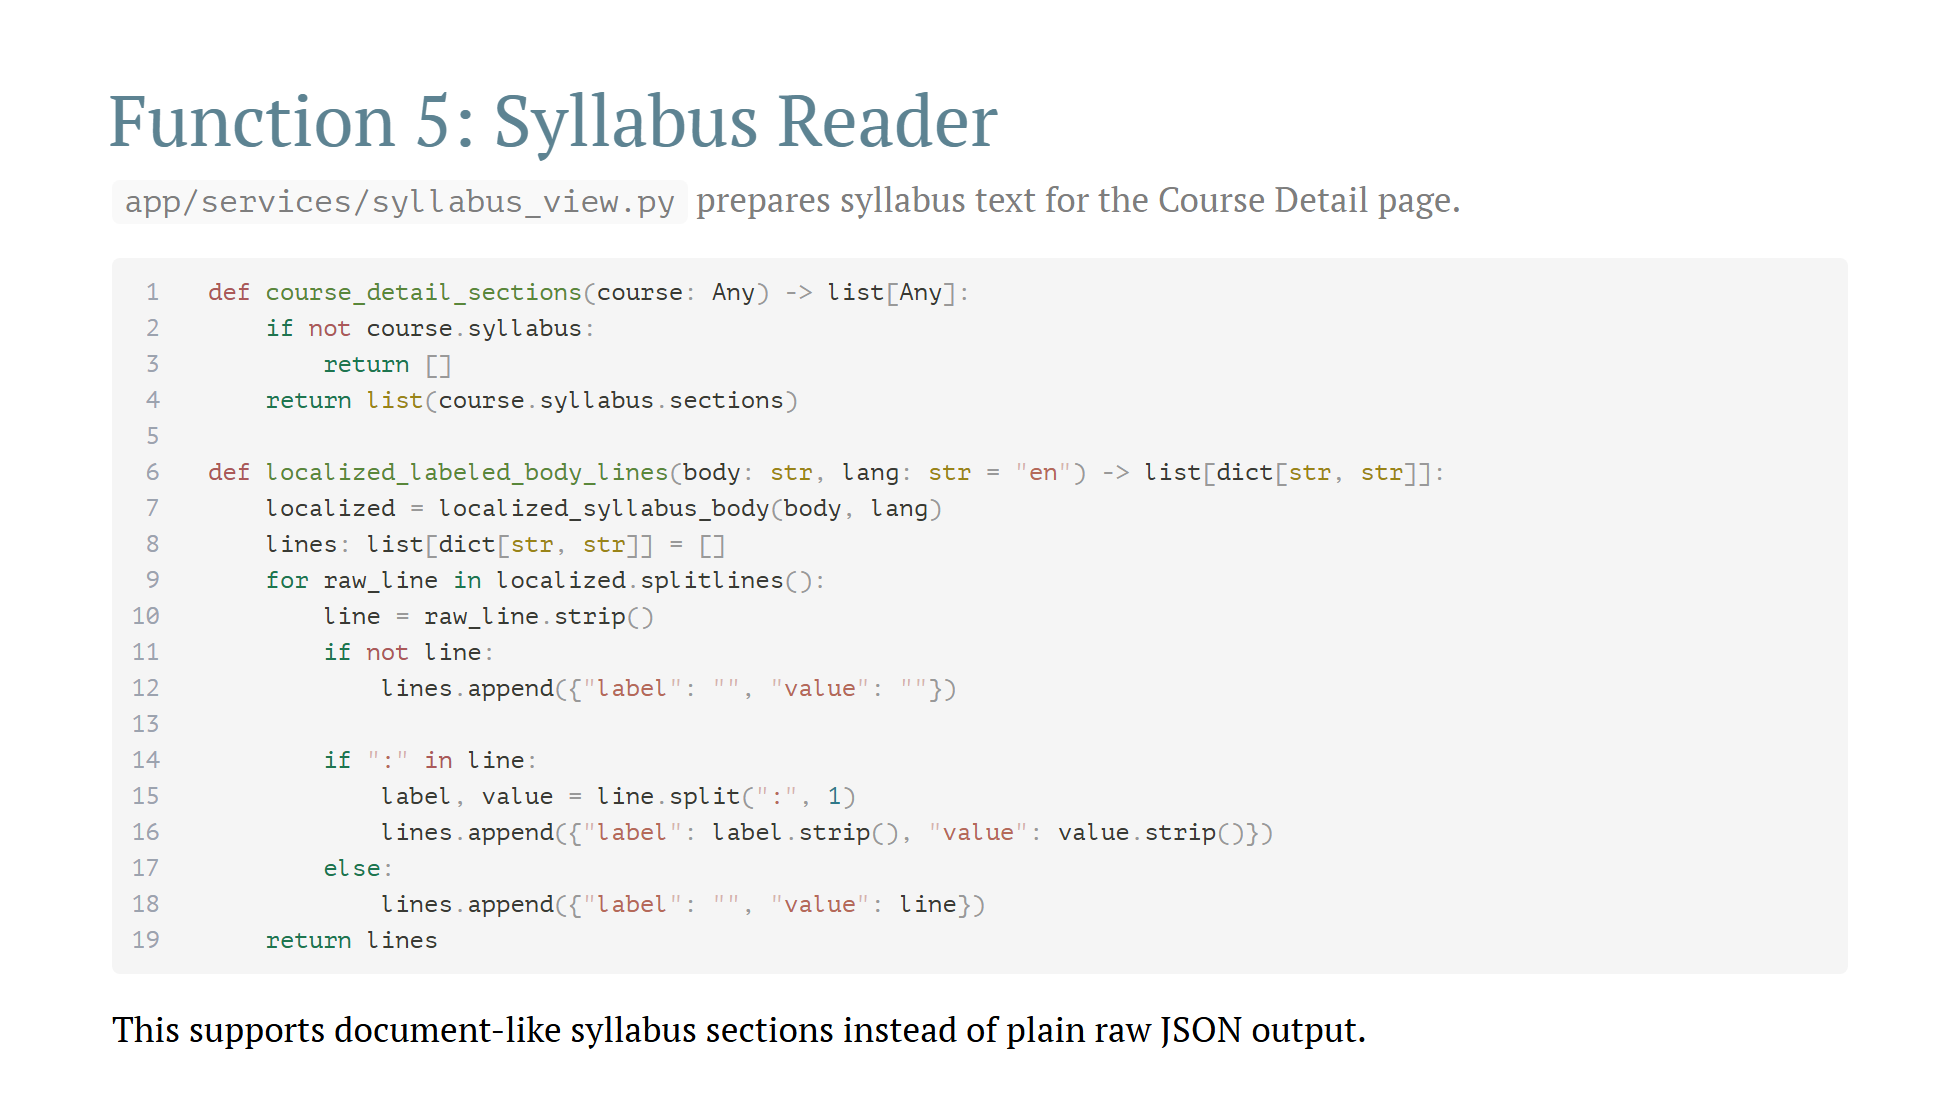 Function 5: Syllabus Reader
app/services/syllabus_view.py prepares syllabus text for the Course Detail page.
1 def course_detail_sections(course: Any) -> list[Any]:
2     if not course.syllabus:
3         return []
4     return list(course.syllabus.sections)
5
6 def localized_labeled_body_lines(body: str, lang: str = "en") -> list[dict[str, str]]:
7     localized = localized_syllabus_body(body, lang)
8     lines: list[dict[str, str]] = []
9     for raw_line in localized.splitlines():
10         line = raw_line.strip()
11         if not line:
12             lines.append({"label": "", "value": ""})
13
14         if ":" in line:
15             label, value = line.split(":", 1)
16             lines.append({"label": label.strip(), "value": value.strip()})
17         else:
18             lines.append({"label": "", "value": line})
19     return lines
This supports document-like syllabus sections instead of plain raw JSON output.